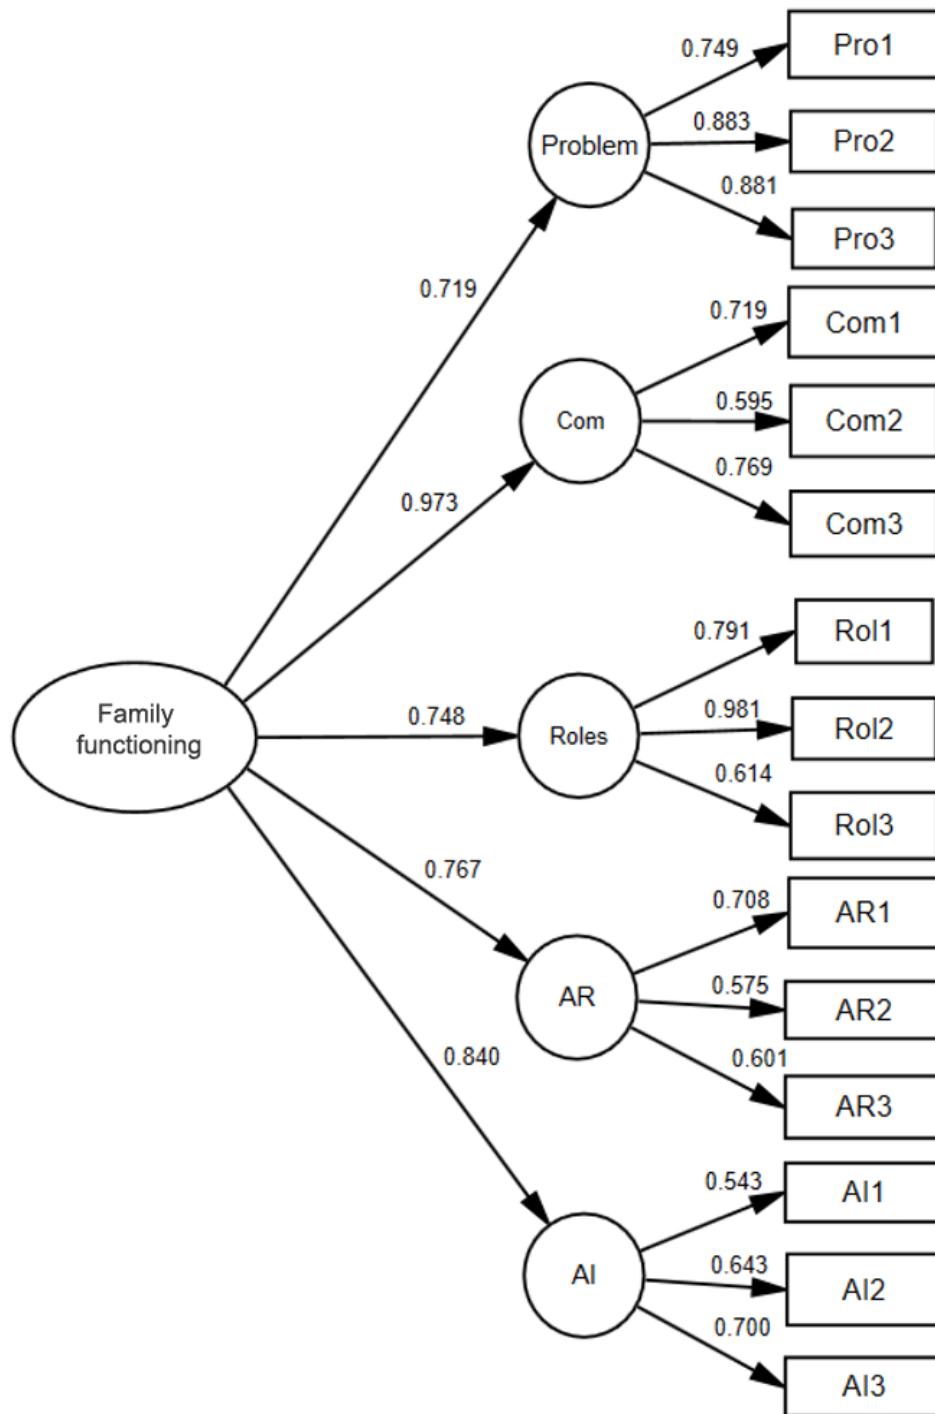 0.749
Pro1
Problem
0.883
Pro2
0.881
Pro3
0.719
0.719
Com1
Com
0.595
Com2
0.973
0.769
Com3
0.791
Rol1
Family
functioning
0.748
Roles
0.981
Rol2
0.614
Rol3
0.767
0.708
AR1
AR
0.575
AR2
0.601
AR3
0.840
0.543
AI1
AI
0.643
AI2
0.700
AI3